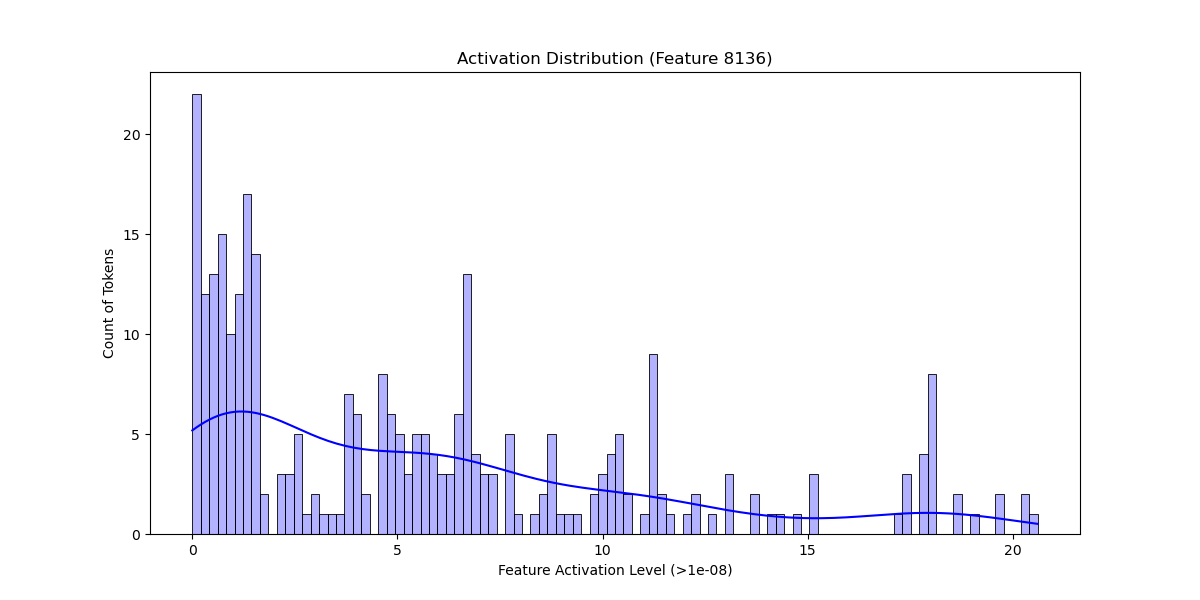 Activation Distribution (Feature 8136)
Count of Tokens
20
15
10
5
0
0 5 10 15 20
Feature Activation Level (>1e-08)